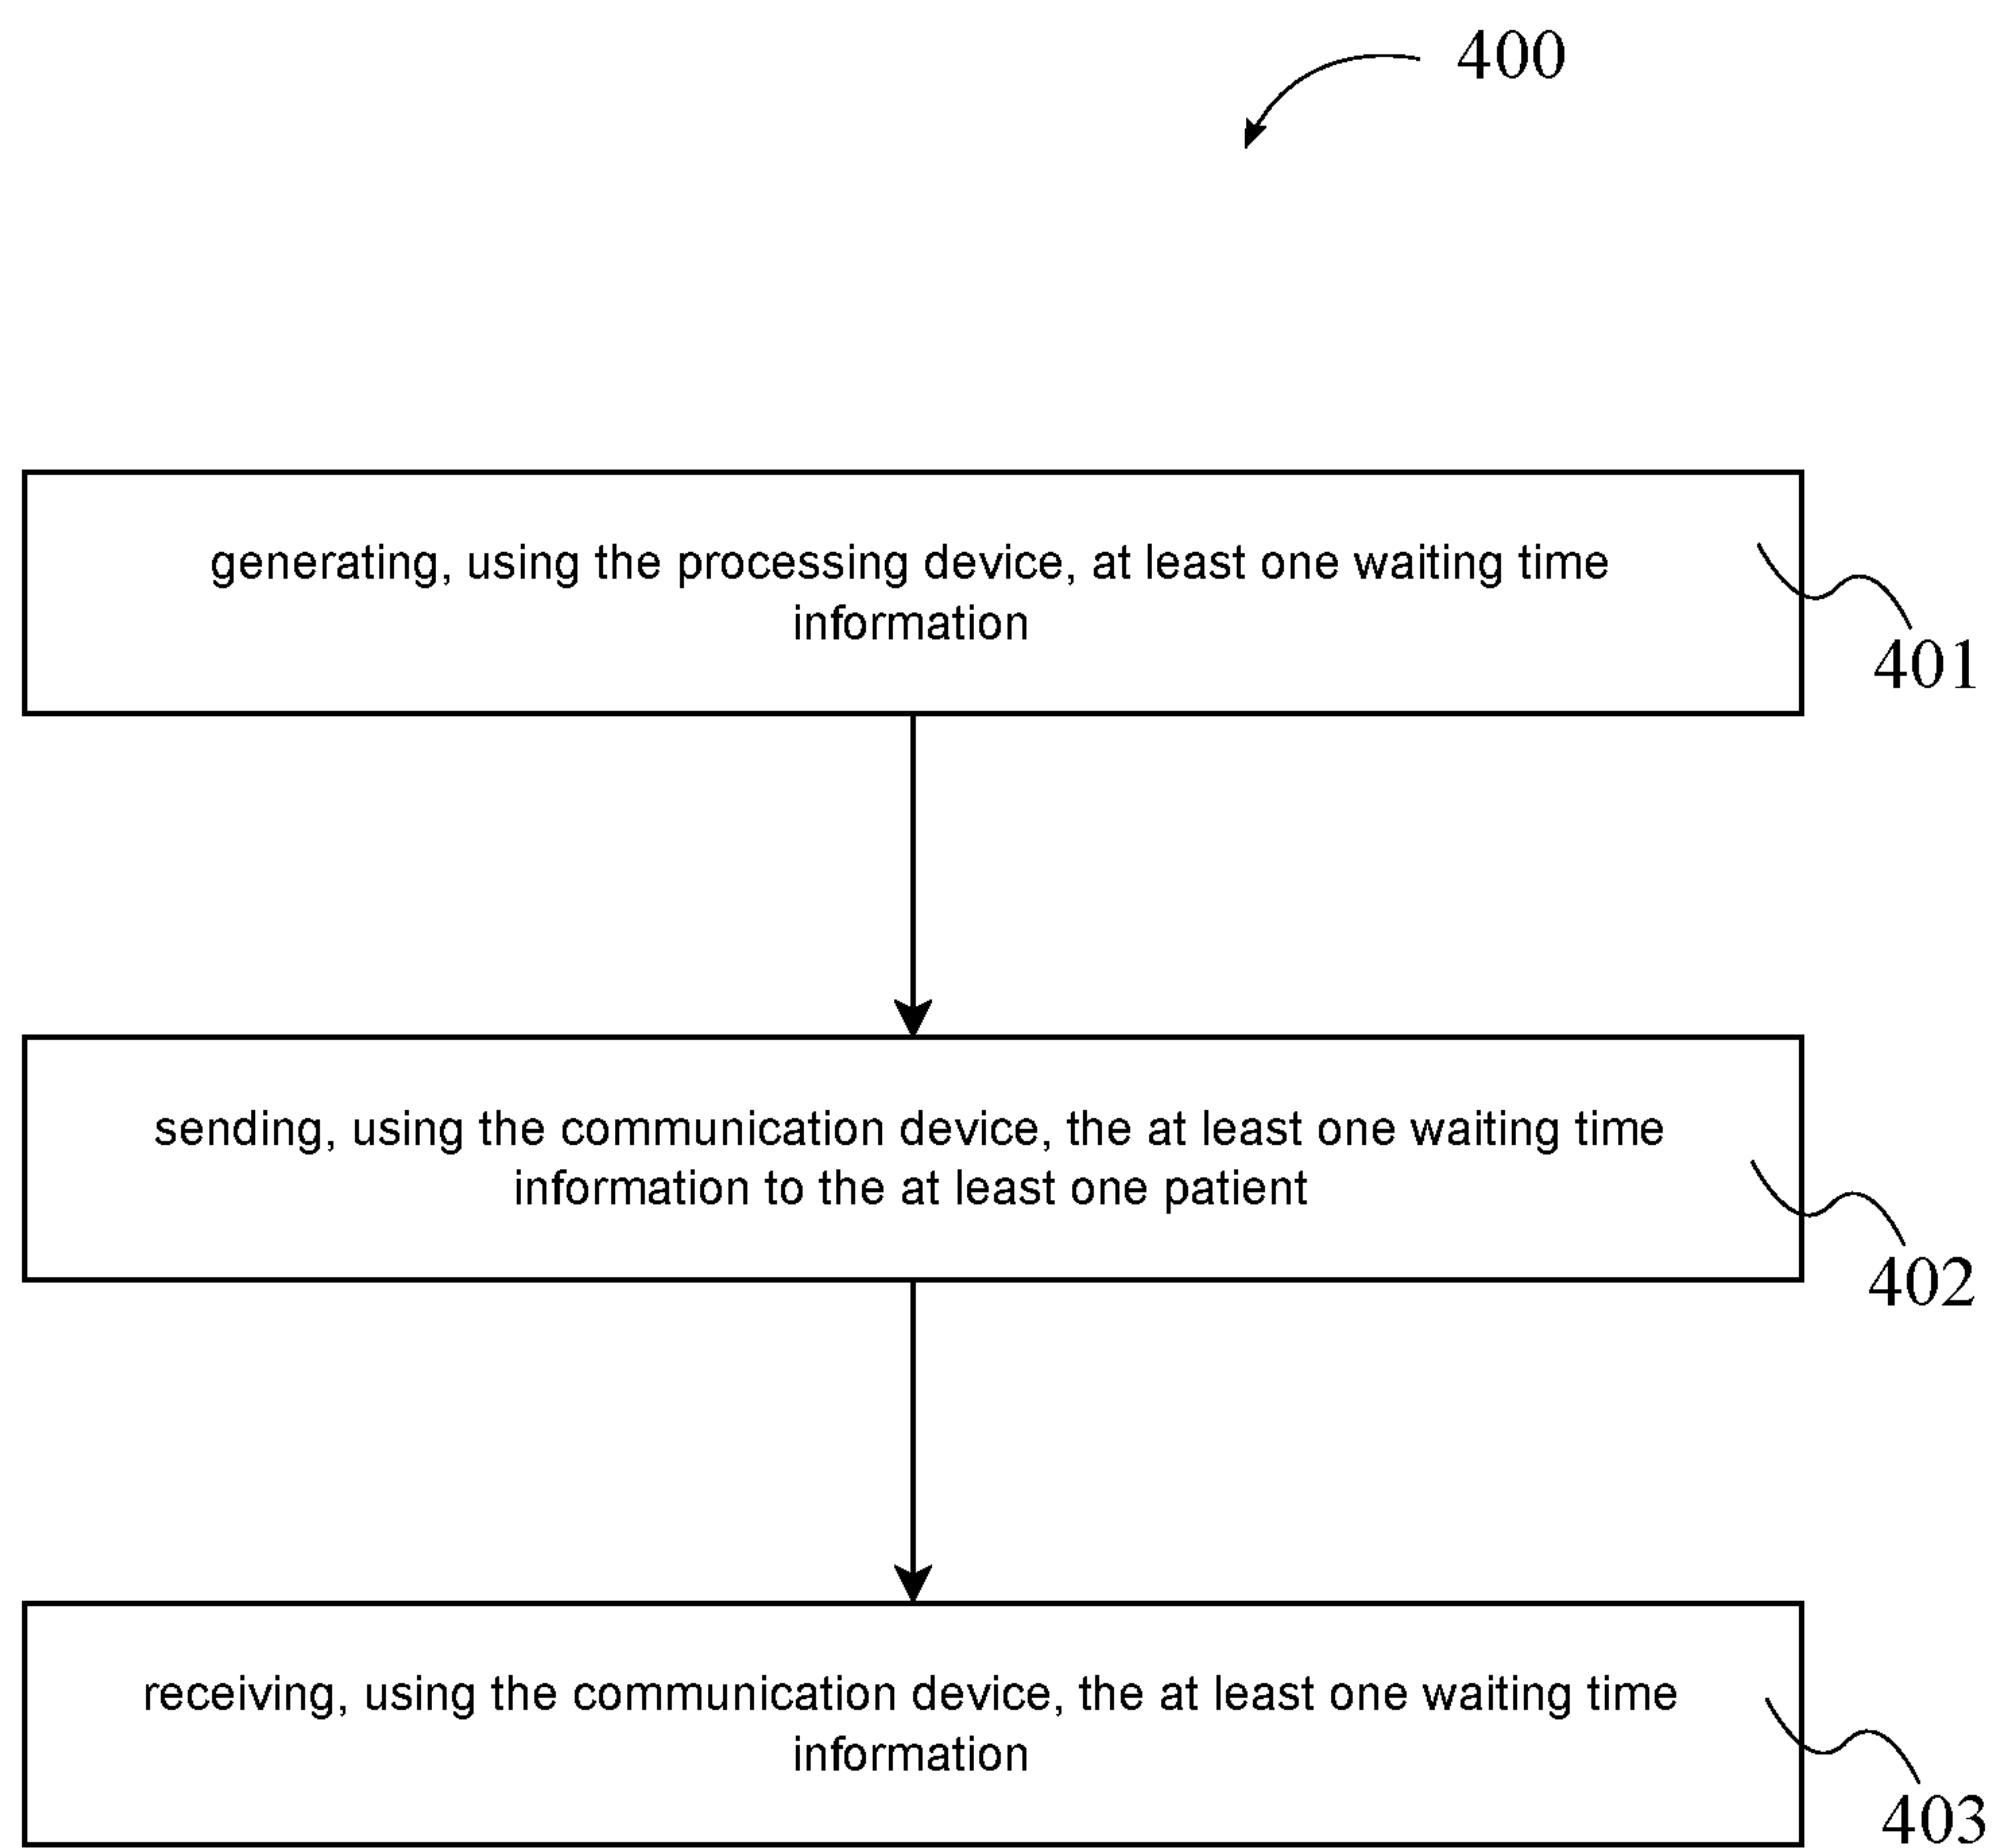 400
generating, using the processing device, at least one waiting time
information
401
sending, using the communication device, the at least one waiting time
information to the at least one patient
402
receiving, using the communication device, the at least one waiting time
information
403